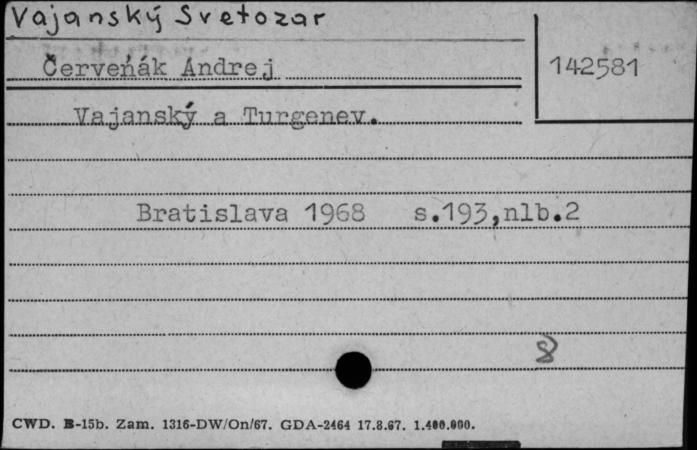 Vajanský Svetozar
Červeňák Andrej
142581
Vajanský a Turgenev.
Bratislava 1968 s.193,nlb.2
CWD. B-15b. Zam. 1316-DW/On/67. GDA-2464 17.8.67. 1.400.000.